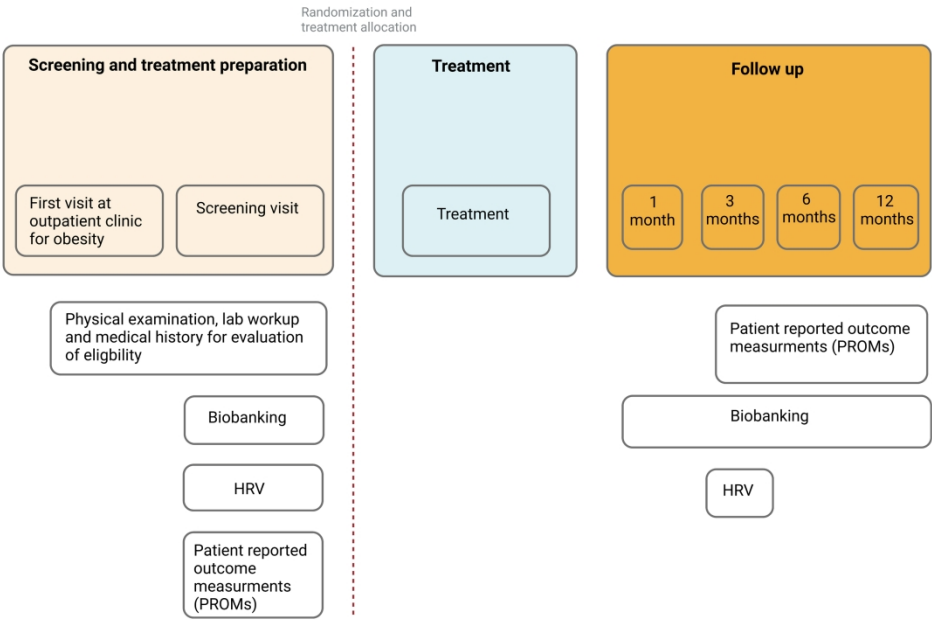 Randomization and
treatment allocation
Screening and treatment preparation
Treatment
Follow up
First visit at
outpatient clinic
for obesity
Screening visit
Treatment
1
month
3
months
6
months
12
months
Physical examination, lab workup
and medical history for evaluation
of eligbility
Patient reported outcome
measurments (PROMs)
Biobanking
Biobanking
HRV
HRV
Patient reported
outcome
measurments
(PROMs)